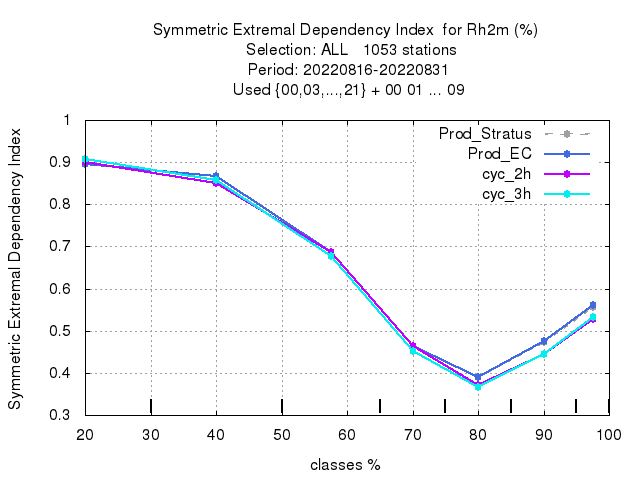 Symmetric Extremal Dependency Index  for Rh2m (%)
Selection: ALL   1053 stations
Period: 20220816-20220831
Used {00,03,...,21} + 00 01 ... 09
Symmetric Extremal Dependency Index
1
0.9
0.8
0.7
0.6
0.5
0.4
0.3
Prod_Stratus
Prod_EC
cyc_2h
cyc_3h
20 30 40 50 60 70 80 90 100
classes %